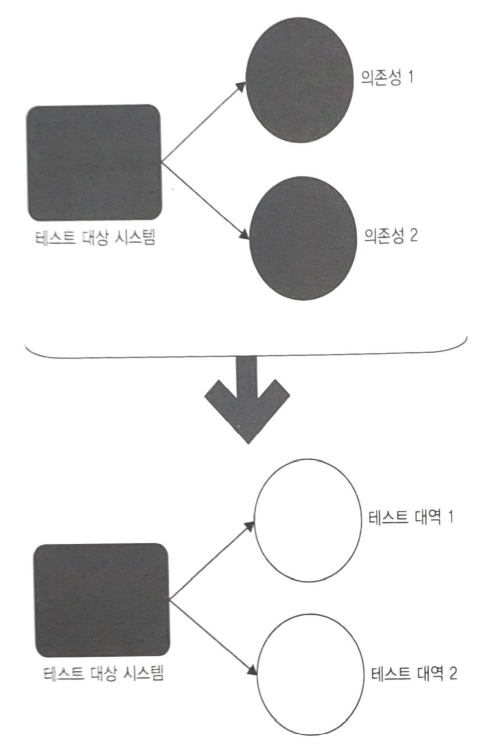 의존성 1
테스트 대상 시스템
의존성 2
테스트 대역 1
테스트 대상 시스템
테스트 대역 2